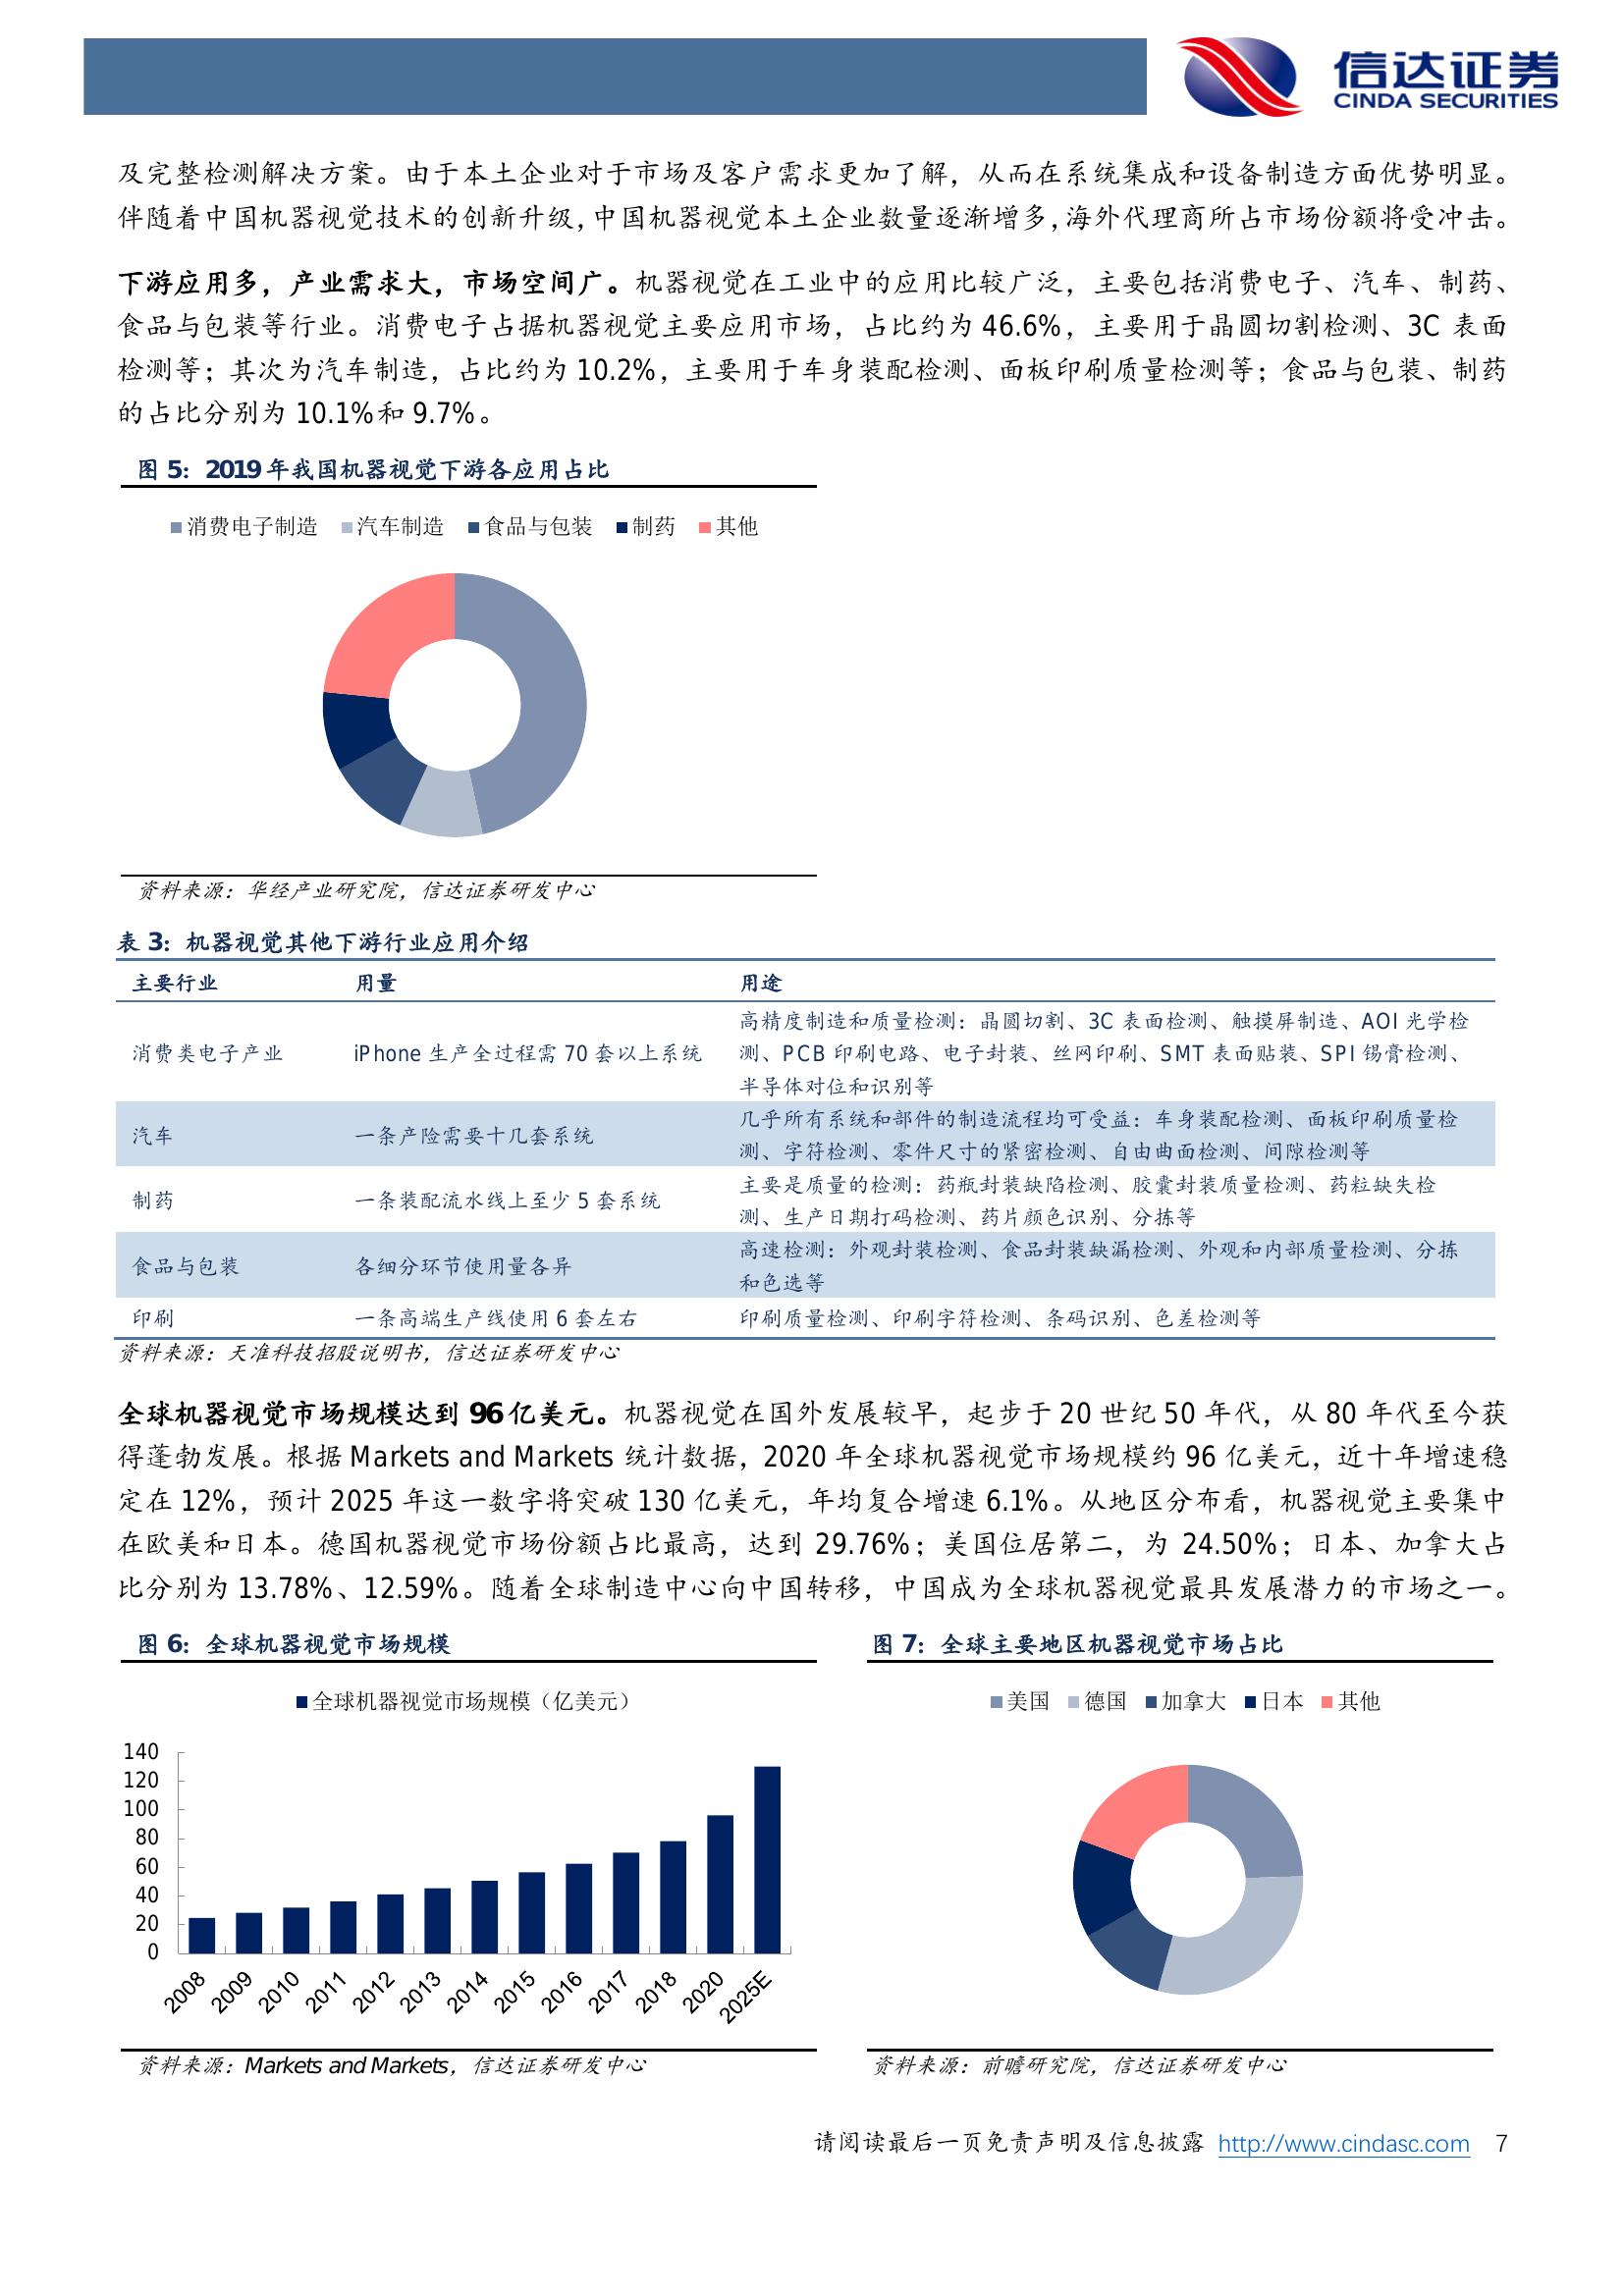 信达证券
CINDA SECURITIES
及完整检测解决方案。由于本土企业对于市场及客户需求更加了解，从而在系统集成和设备制造方面优势明显。
伴随着中国机器视觉技术的创新升级，中国机器视觉本土企业数量逐渐增多，海外代理商所占市场份额将受冲击。
下游应用多，产业需求大，市场空间广。机器视觉在工业中的应用比较广泛，主要包括消费电子、汽车、制药、
食品与包装等行业。消费电子占据机器视觉主要应用市场，占比约为 46.6%，主要用于晶圆切割检测、3C 表面
检测等；其次为汽车制造，占比约为 10.2%，主要用于车身装配检测、面板印刷质量检测等；食品与包装、制药
的占比分别为 10.1%和 9.7%。
图 5：2019 年我国机器视觉下游各应用占比
消费电子制造 汽车制造 食品与包装 制药 其他
资料来源：华经产业研究院，信达证券研发中心
表 3：机器视觉其他下游行业应用介绍
主要行业 用量 用途
高精度制造和质量检测：晶圆切割、3C 表面检测、触摸屏制造、AOI 光学检
消费类电子产业 iPhone 生产全过程需 70 套以上系统 测、PCB 印刷电路、电子封装、丝网印刷、SMT 表面贴装、SPI 锡膏检测、
半导体对位和识别等
几乎所有系统和部件的制造流程均可受益：车身装配检测、面板印刷质量检
汽车 一条产险需要十几套系统
测、字符检测、零件尺寸的紧密检测、自由曲面检测、间隙检测等
主要是质量的检测：药瓶封装缺陷检测、胶囊封装质量检测、药粒缺失检
制药 一条装配流水线上至少 5 套系统
测、生产日期打码检测、药片颜色识别、分拣等
高速检测：外观封装检测、食品封装缺漏检测、外观和内部质量检测、分拣
食品与包装 各细分环节使用量各异
和色选等
印刷 一条高端生产线使用 6 套左右 印刷质量检测、印刷字符检测、条码识别、色差检测等
资料来源：天准科技招股说明书，信达证券研发中心
全球机器视觉市场规模达到 96 亿美元。机器视觉在国外发展较早，起步于 20 世纪 50 年代，从 80 年代至今获
得蓬勃发展。根据 Markets and Markets 统计数据，2020 年全球机器视觉市场规模约 96 亿美元，近十年增速稳
定在 12%，预计 2025 年这一数字将突破 130 亿美元，年均复合增速 6.1%。从地区分布看，机器视觉主要集中
在欧美和日本。德国机器视觉市场份额占比最高，达到 29.76%；美国位居第二，为 24.50%；日本、加拿大占
比分别为 13.78%、12.59%。随着全球制造中心向中国转移，中国成为全球机器视觉最具发展潜力的市场之一。
图 6：全球机器视觉市场规模
全球机器视觉市场规模（亿美元）
140
120
100
80
60
40
20
0
2008 2009 2010 2011 2012 2013 2014 2015 2016 2017 2018 2020 2025E
资料来源：Markets and Markets，信达证券研发中心
图 7：全球主要地区机器视觉市场占比
美国 德国 加拿大 日本 其他
资料来源：前瞻研究院，信达证券研发中心
请阅读最后一页免责声明及信息披露 http://www.cindasc.com 7